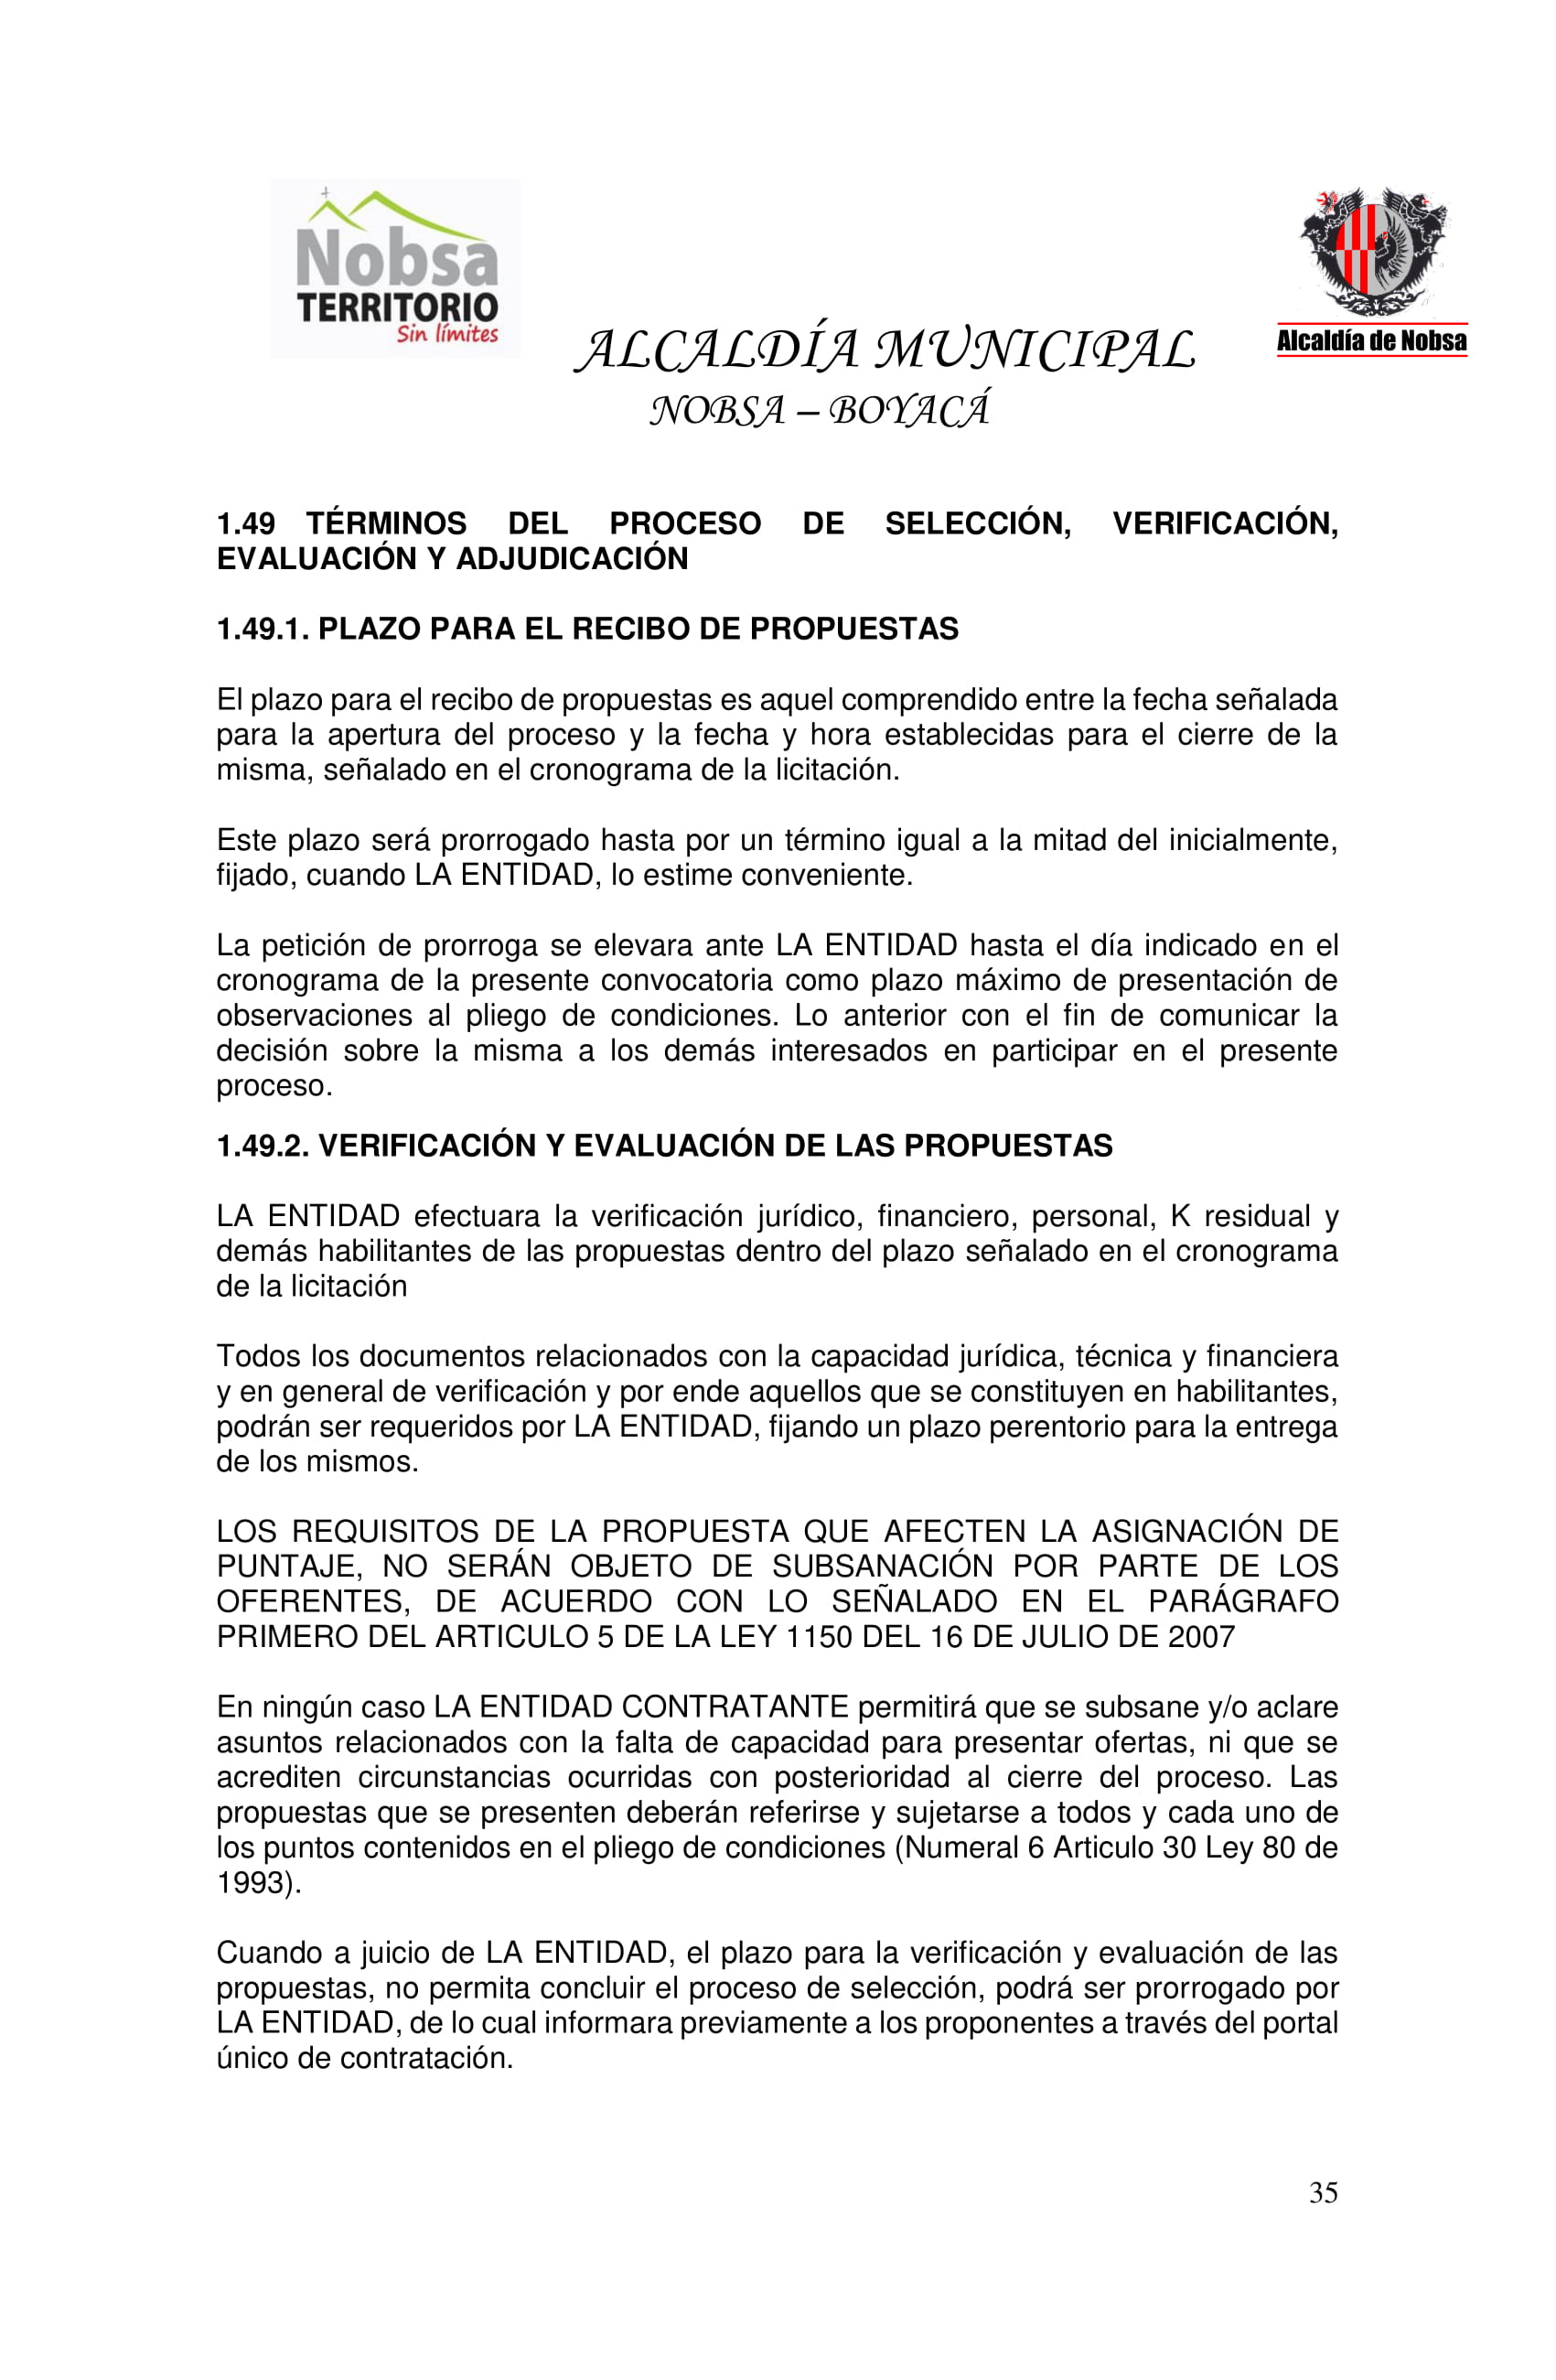 Nobsa
TERRITORIO
Sin límites
Alcaldía de Nobsa
ALCALDÍA MUNICIPAL
NOBSA – BOYACÁ
1.49 TÉRMINOS DEL PROCESO DE SELECCIÓN, VERIFICACIÓN,
EVALUACIÓN Y ADJUDICACIÓN
1.49.1. PLAZO PARA EL RECIBO DE PROPUESTAS
El plazo para el recibo de propuestas es aquel comprendido entre la fecha señalada
para la apertura del proceso y la fecha y hora establecidas para el cierre de la
misma, señalado en el cronograma de la licitación.
Este plazo será prorrogado hasta por un término igual a la mitad del inicialmente,
fijado, cuando LA ENTIDAD, lo estime conveniente.
La petición de prorroga se elevara ante LA ENTIDAD hasta el día indicado en el
cronograma de la presente convocatoria como plazo máximo de presentación de
observaciones al pliego de condiciones. Lo anterior con el fin de comunicar la
decisión sobre la misma a los demás interesados en participar en el presente
proceso.
1.49.2. VERIFICACIÓN Y EVALUACIÓN DE LAS PROPUESTAS
LA ENTIDAD efectuara la verificación jurídico, financiero, personal, K residual y
demás habilitantes de las propuestas dentro del plazo señalado en el cronograma
de la licitación
Todos los documentos relacionados con la capacidad jurídica, técnica y financiera
y en general de verificación y por ende aquellos que se constituyen en habilitantes,
podrán ser requeridos por LA ENTIDAD, fijando un plazo perentorio para la entrega
de los mismos.
LOS REQUISITOS DE LA PROPUESTA QUE AFECTEN LA ASIGNACIÓN DE
PUNTAJE, NO SERÁN OBJETO DE SUBSANACIÓN POR PARTE DE LOS
OFERENTES, DE ACUERDO CON LO SEÑALADO EN EL PARÁGRAFO
PRIMERO DEL ARTICULO 5 DE LA LEY 1150 DEL 16 DE JULIO DE 2007
En ningún caso LA ENTIDAD CONTRATANTE permitirá que se subsane y/o aclare
asuntos relacionados con la falta de capacidad para presentar ofertas, ni que se
acrediten circunstancias ocurridas con posterioridad al cierre del proceso. Las
propuestas que se presenten deberán referirse y sujetarse a todos y cada uno de
los puntos contenidos en el pliego de condiciones (Numeral 6 Articulo 30 Ley 80 de
1993).
Cuando a juicio de LA ENTIDAD, el plazo para la verificación y evaluación de las
propuestas, no permita concluir el proceso de selección, podrá ser prorrogado por
LA ENTIDAD, de lo cual informara previamente a los proponentes a través del portal
único de contratación.
35